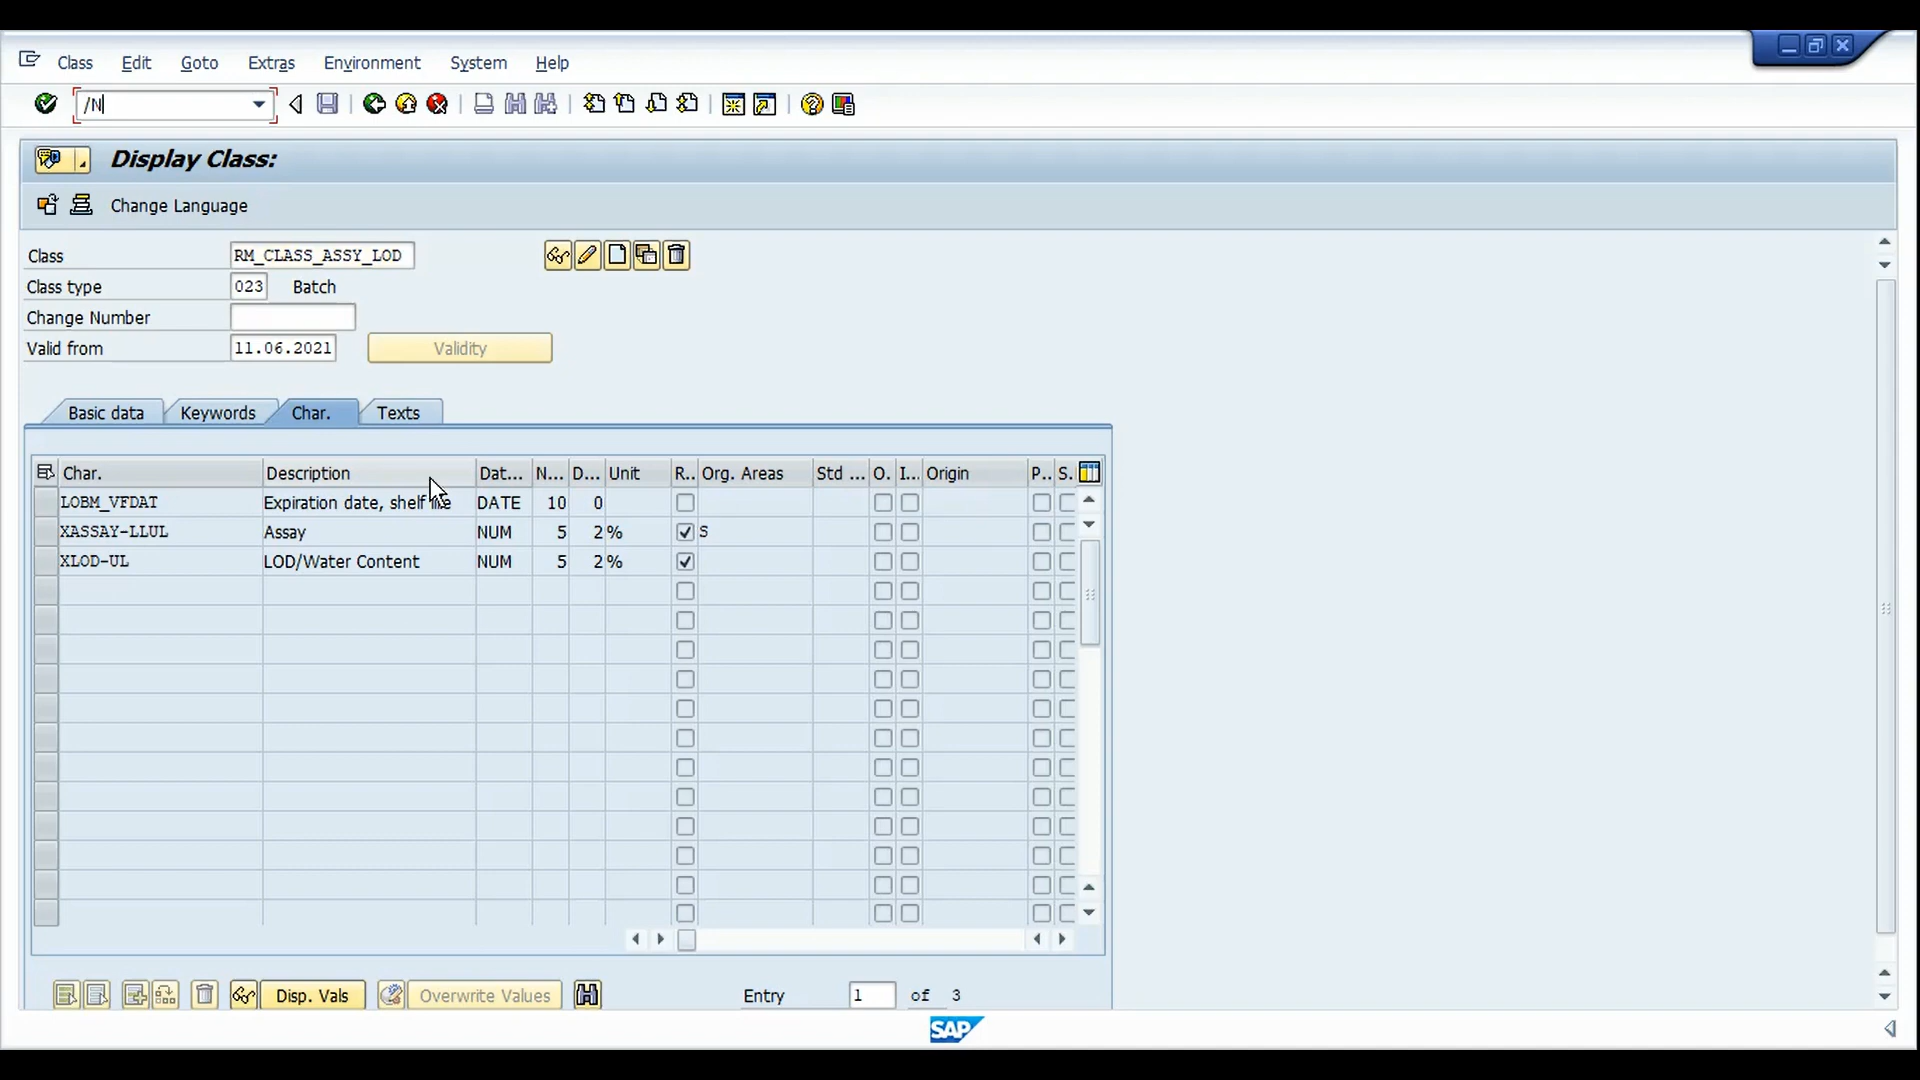 Class Edit Goto Extras Environment System Help
/N
Display Class:
Change Language
Class RM_CLASS_ASSY_LOD
Class type 023 Batch
Change Number
Valid from 11.06.2021 Validity
Basic data Keywords Char. Texts
Char. Description Dat... N... D... Unit R.. Org. Areas Std ... O. I... Origin P.. S.
LOBM_VFDAT Expiration date, shelf life DATE 10 0
XASSAY-LLUL Assay NUM 5 2 % S
XLOD-UL LOD/Water Content NUM 5 2 %
Disp. Vals Overwrite Values Entry 1 of 3
SAP